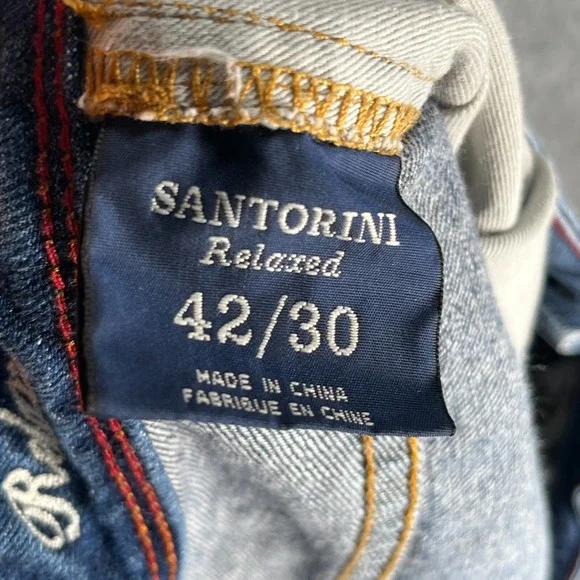 SANTORINI
Relaxed
42/30
MADE IN CHINA
FABRIQUE EN CHINE